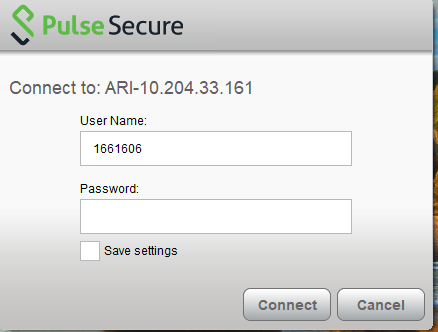 Pulse Secure
Connect to: ARI-10.204.33.161
User Name:
1661606
Password:
Save settings
Connect Cancel